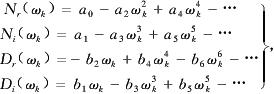 N_r(ω_k) = a_0 − a_2ω_k^2 + a_4ω_k^4 − ⋯
N_i(ω_k) = a_1 − a_3ω_k^3 + a_5ω_k^5 − ⋯
D_r(ω_k) = − b_2ω_k^2 + b_4ω_k^4 − b_6ω_k^6 − ⋯
D_i(ω_k) = b_1ω_k − b_3ω_k^3 + b_5ω_k^5 − ⋯ },